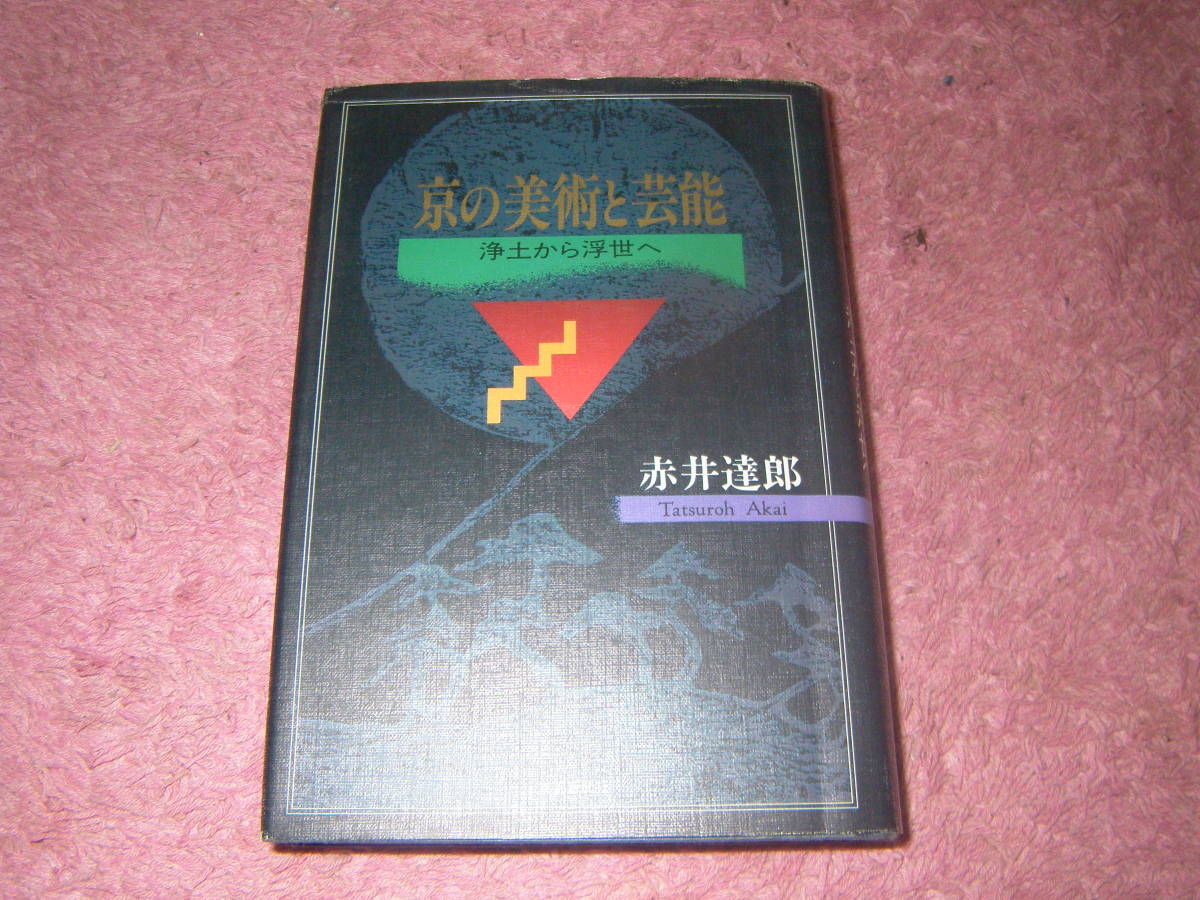 京の美術と芸能
浄土から浮世へ
赤井達郎
Tatsuroh Akai